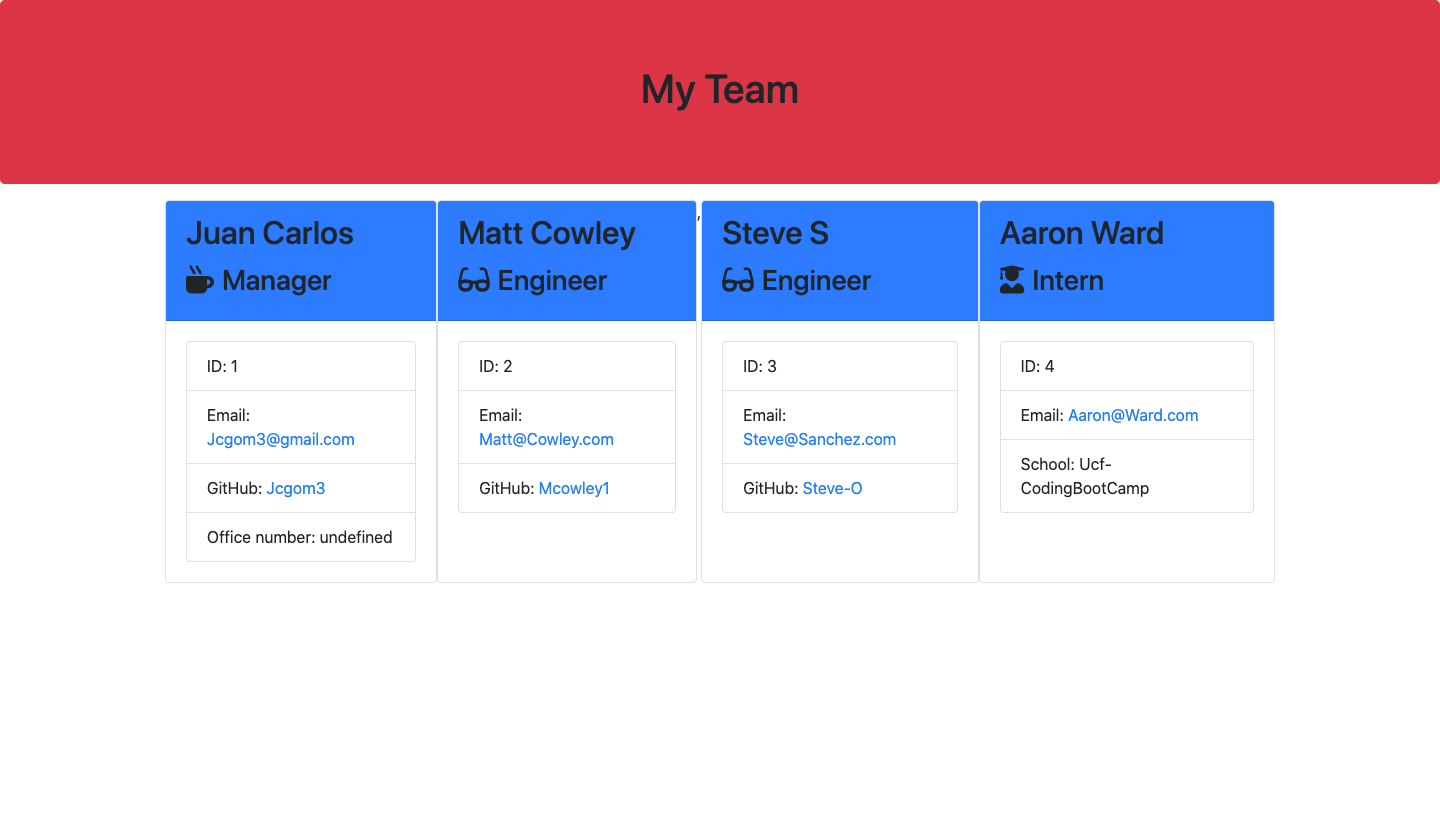 My Team
Juan Carlos
Manager
ID: 1
Email:
Jcgom3@gmail.com
GitHub: Jcgom3
Office number: undefined
Matt Cowley
Engineer
ID: 2
Email:
Matt@Cowley.com
GitHub: Mcowley1
,
Steve S
Engineer
ID: 3
Email:
Steve@Sanchez.com
GitHub: Steve-O
Aaron Ward
Intern
ID: 4
Email: Aaron@Ward.com
School: Ucf-
CodingBootCamp